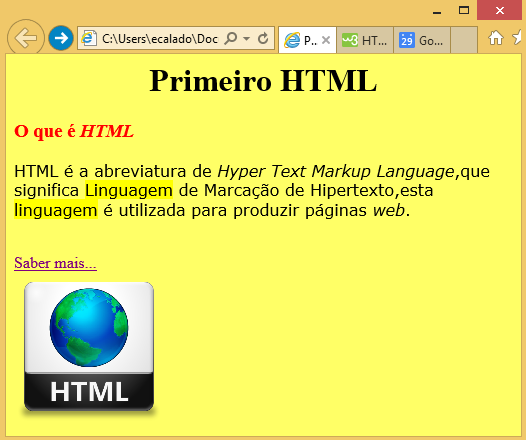 C:\Users\ecalado\Doc
P...
HT...
29
Go...
Primeiro HTML
O que é HTML
HTML é a abreviatura de Hyper Text Markup Language,que
significa Linguagem de Marcação de Hipertexto,esta
linguagem é utilizada para produzir páginas web.
Saber mais...
HTML